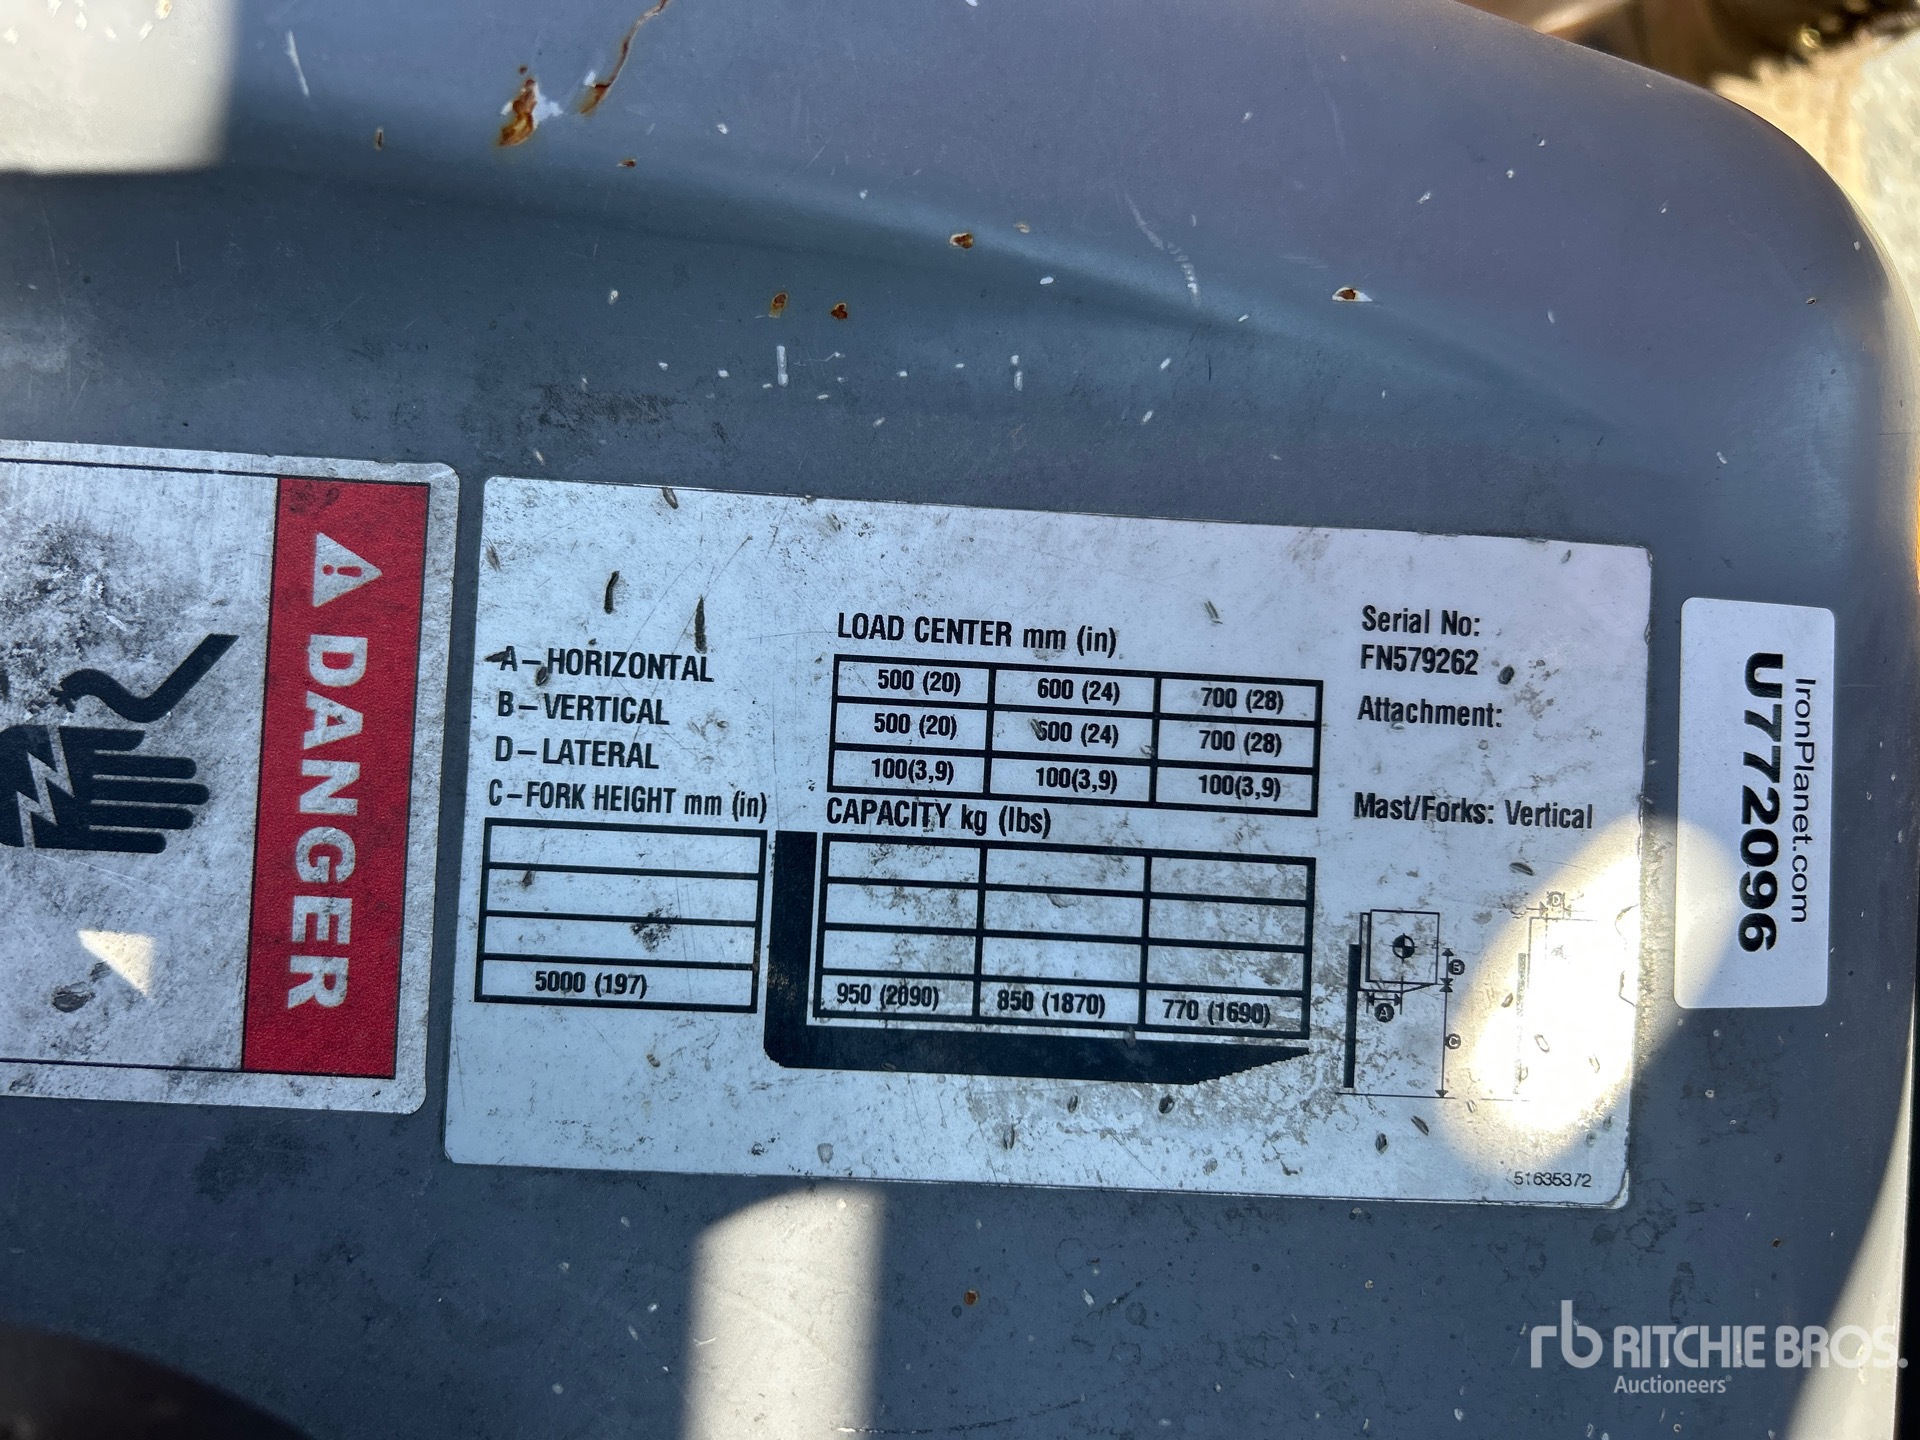 DANGER
A–HORIZONTAL
B–VERTICAL
D–LATERAL
C–FORK HEIGHT mm (in)
5000 (197)
LOAD CENTER mm (in)
500 (20) 600 (24) 700 (28)
500 (20) 600 (24) 700 (28)
100(3,9) 100(3,9) 100(3,9)
CAPACITY kg (lbs)
950 (2090) 850 (1870) 770 (1690)
Serial No:
FN579262
Attachment:
Mast/Forks: Vertical
D
B
A
C
51635372
IronPlanet.com
U772096
rb RITCHIE BROS.
Auctioneers